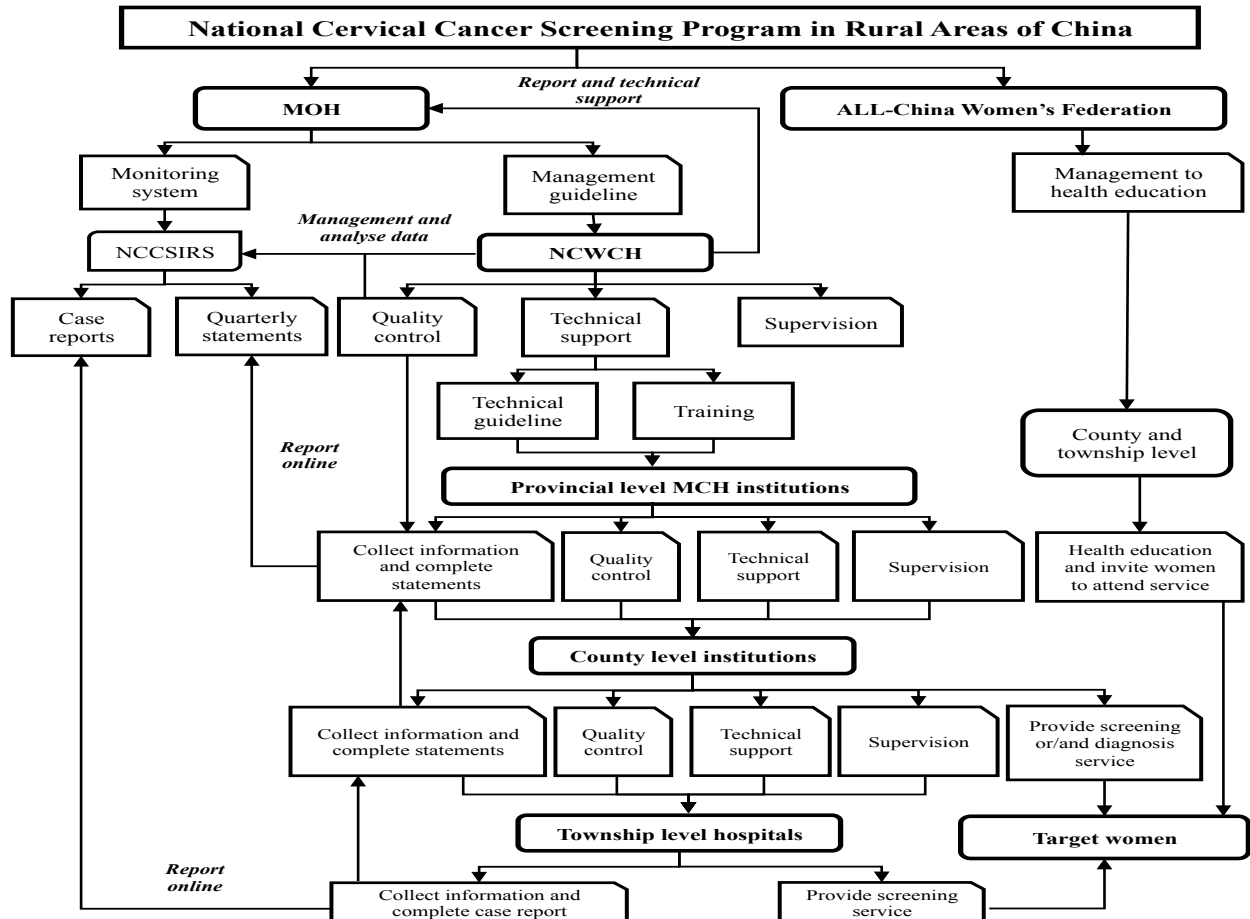 National Cervical Cancer Screening Program in Rural Areas of China
Report and technical
support
MOH
ALL-China Women's Federation
Monitoring
system
Management
guideline
Management to
health education
Management and
analyse data
NCCSIRS
NCWCH
Case
reports
Quarterly
statements
Quality
control
Technical
support
Supervision
Technical
guideline
Training
County and
township level
Report
online
Provincial level MCH institutions
Collect information
and complete
statements
Quality
control
Technical
support
Supervision
Health education
and invite women
to attend service
County level institutions
Collect information and
complete statements
Quality
control
Technical
support
Supervision
Provide screening
or/and diagnosis
service
Township level hospitals
Target women
Report
online
Collect information and
complete case report
Provide screening
service